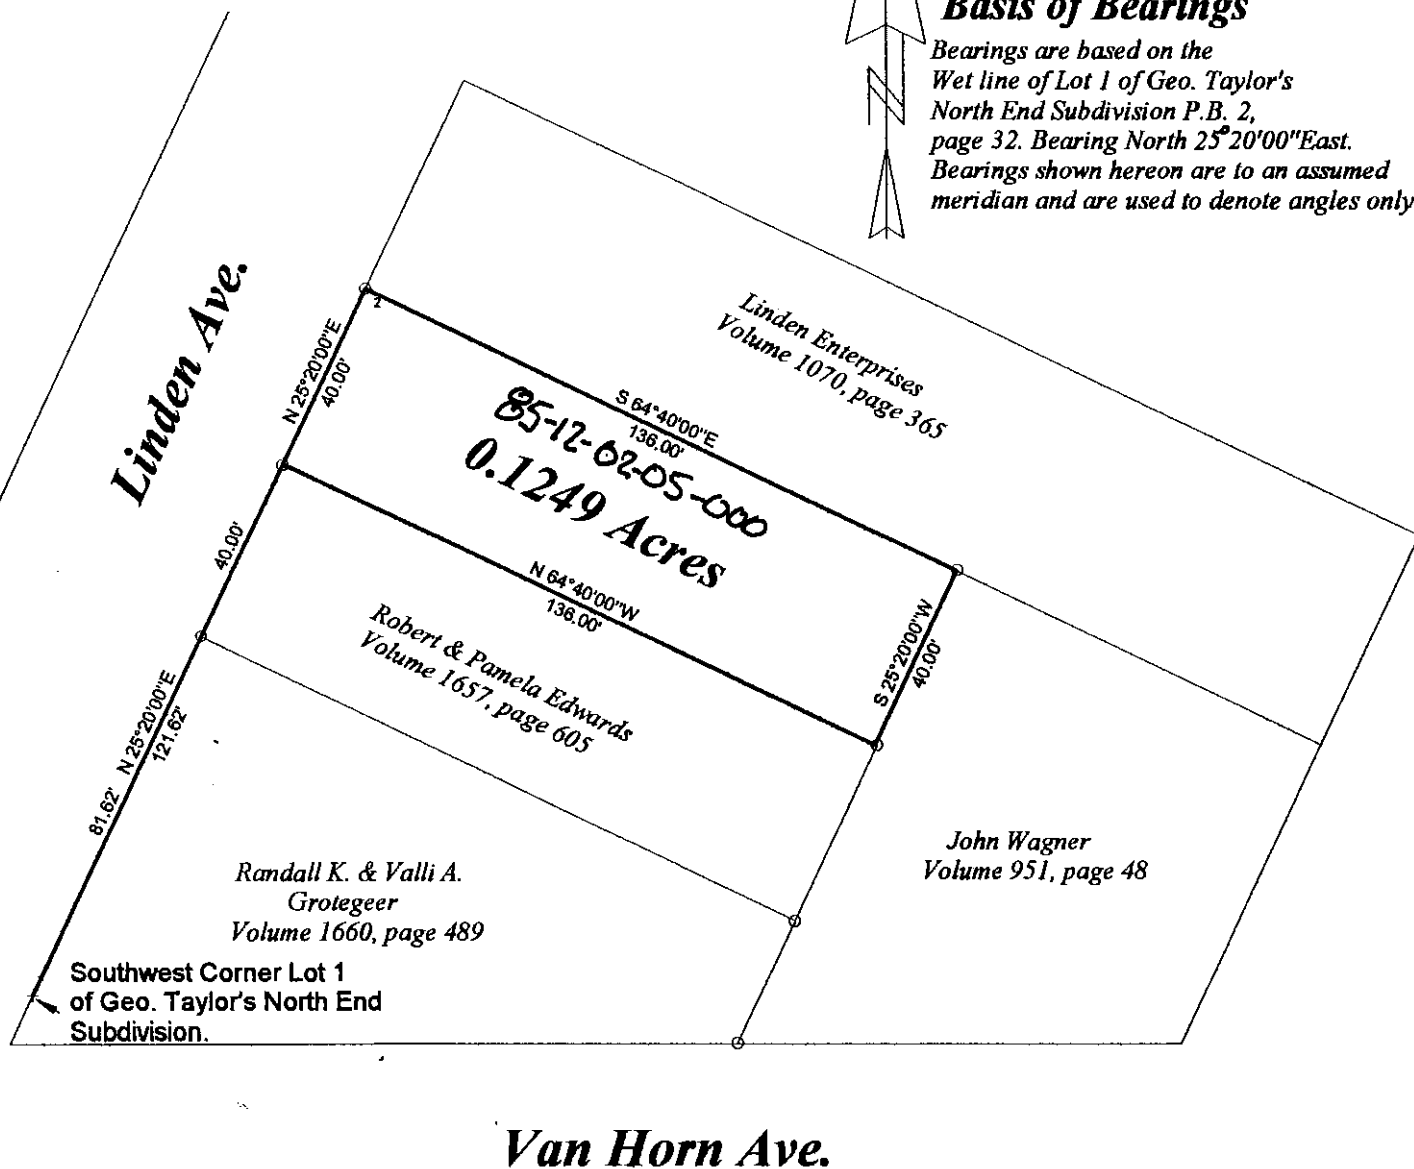 Basis of Bearings
Bearings are based on the
Wet line of Lot 1 of Geo. Taylor's
North End Subdivision P.B. 2,
page 32. Bearing North 25°20'00"East.
Bearings shown hereon are to an assumed
meridian and are used to denote angles only
N
Linden Ave.
2
N 25°20'00"E
40.00'
Linden Enterprises
Volume 1070, page 365
S 64°40'00"E
136.00'
85-12-02-05-000
0.1249 Acres
N 64°40'00"W
136.00'
S 25°20'00"W
40.00'
40.00'
Robert & Pamela Edwards
Volume 1657, page 605
N 25°20'00"E
121.62'
81.62'
John Wagner
Volume 951, page 48
Randall K. & Valli A.
Grotegeer
Volume 1660, page 489
Southwest Corner Lot 1
of Geo. Taylor's North End
Subdivision.
Van Horn Ave.